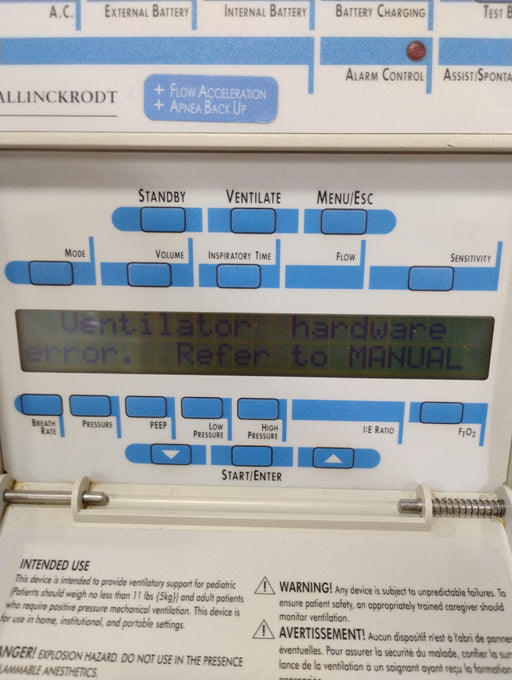 A.C. EXTERNAL BATTERY INTERNAL BATTERY BATTERY CHARGING TEST
ALARM CONTROL
+ FLOW ACCELERATION
+ APNEA BACK UP
STANDBY VENTILATE MENU/ESC
MODE VOLUME INSPIRATORY TIME FLOW SENSITIVITY
Ventilator hardware
error. Refer to MANUAL
BREATH RATE PRESSURE PEEP LOW PRESSURE HIGH PRESSURE I:E RATIO FIO2
START/ENTER
INTENDED USE
This device is intended to provide ventilatory support for pediatric
(Patients should weigh no less than 11 lbs {5kg}) and adult patients
who require positive pressure mechanical ventilation. This device is
for use in home, institutional, and portable settings.
EXPLOSION HAZARD. DO NOT USE IN THE PRESENCE
ANESTHETICS.
WARNING! Any device is subject to unpredictable failures. To
ensure patient safety, an appropriately trained caregiver should
monitor ventilation.
AVERTISSEMENT! Aucun dispositif n'est à l'abri de
éventuelles. Pour assurer la sécurité du malade, confier la
de la ventilation à un soignant ayant reçu la